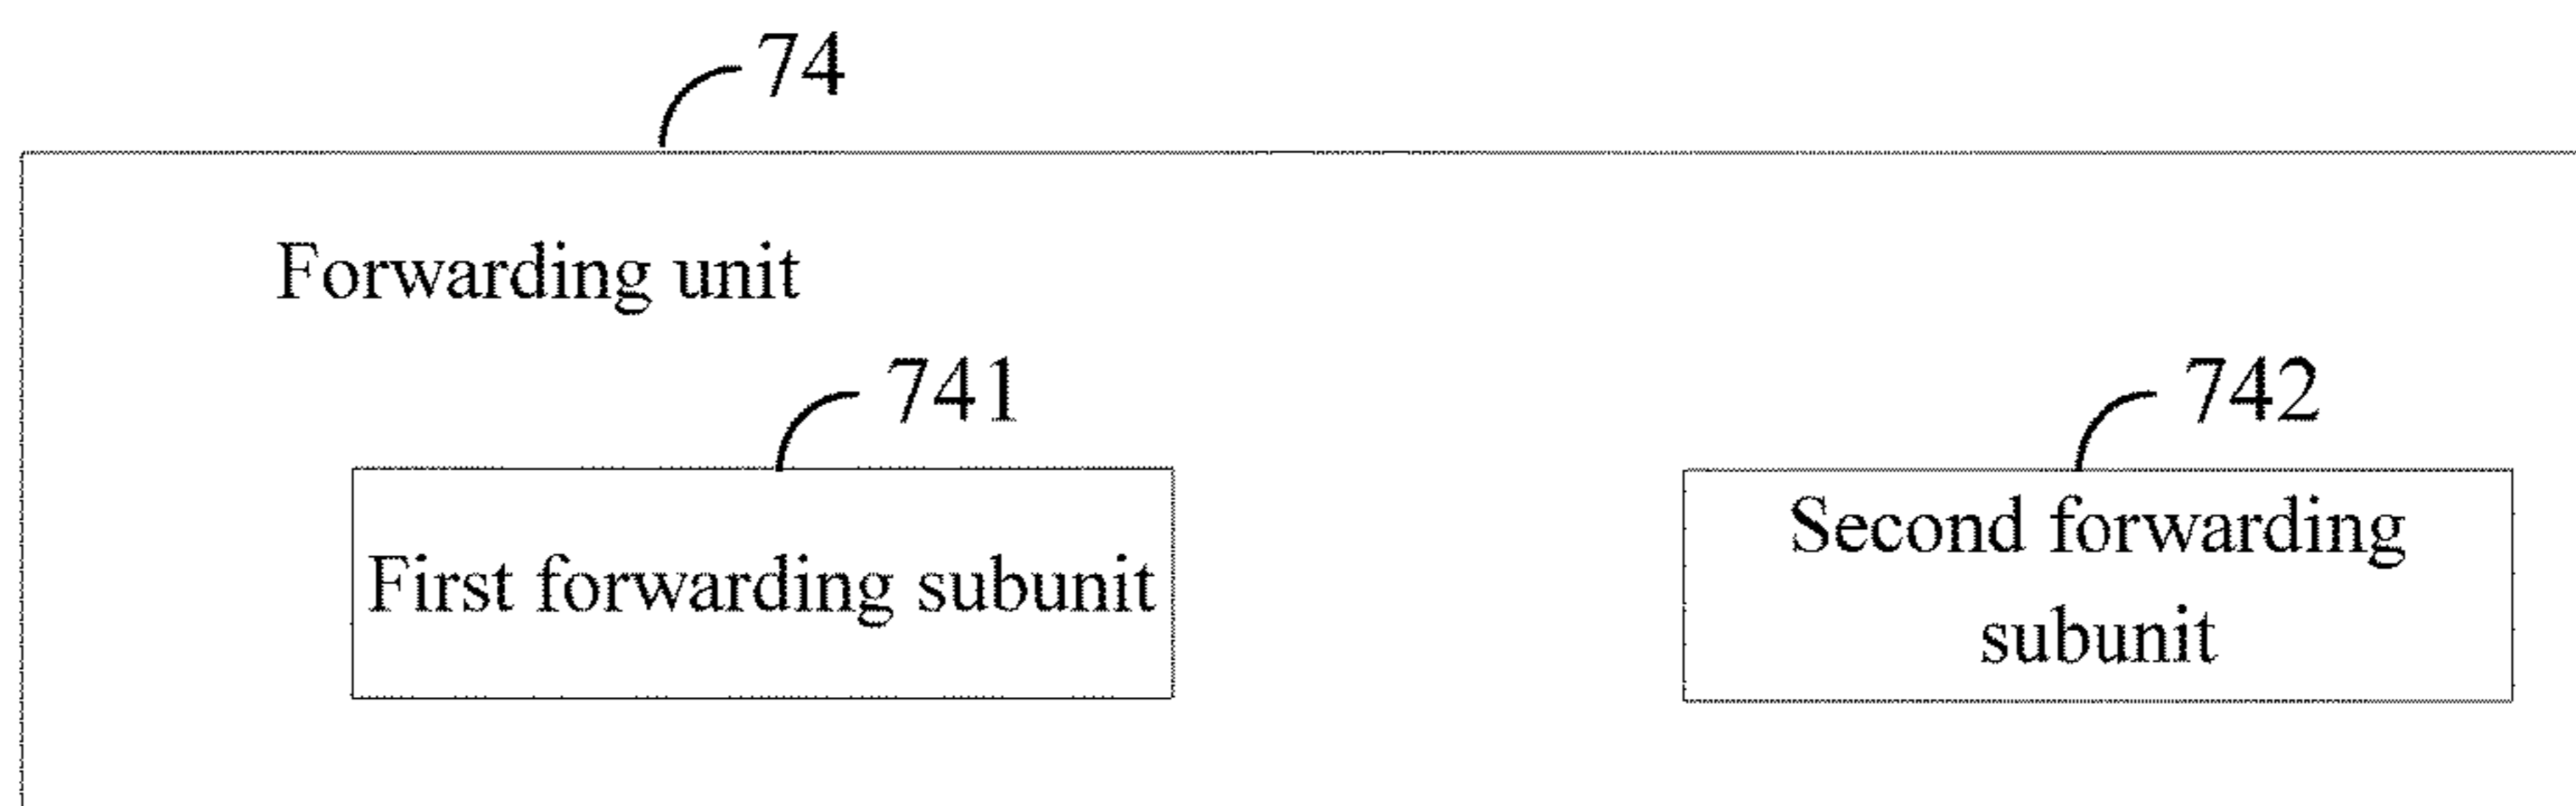 74
Forwarding unit
741
742
First forwarding subunit
Second forwarding
subunit